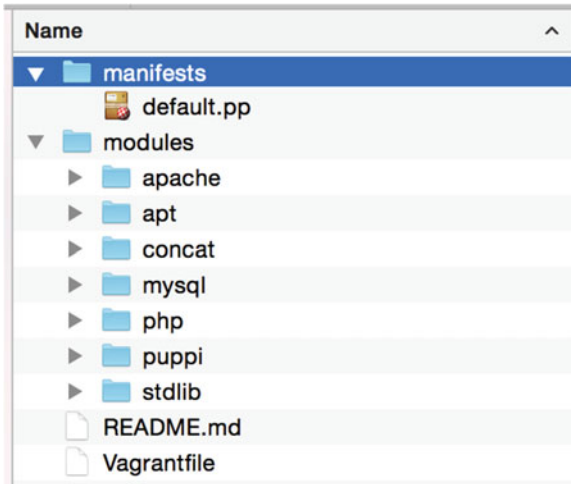 Name
manifests
default.pp
modules
apache
apt
concat
mysql
php
puppi
stdlib
README.md
Vagrantfile